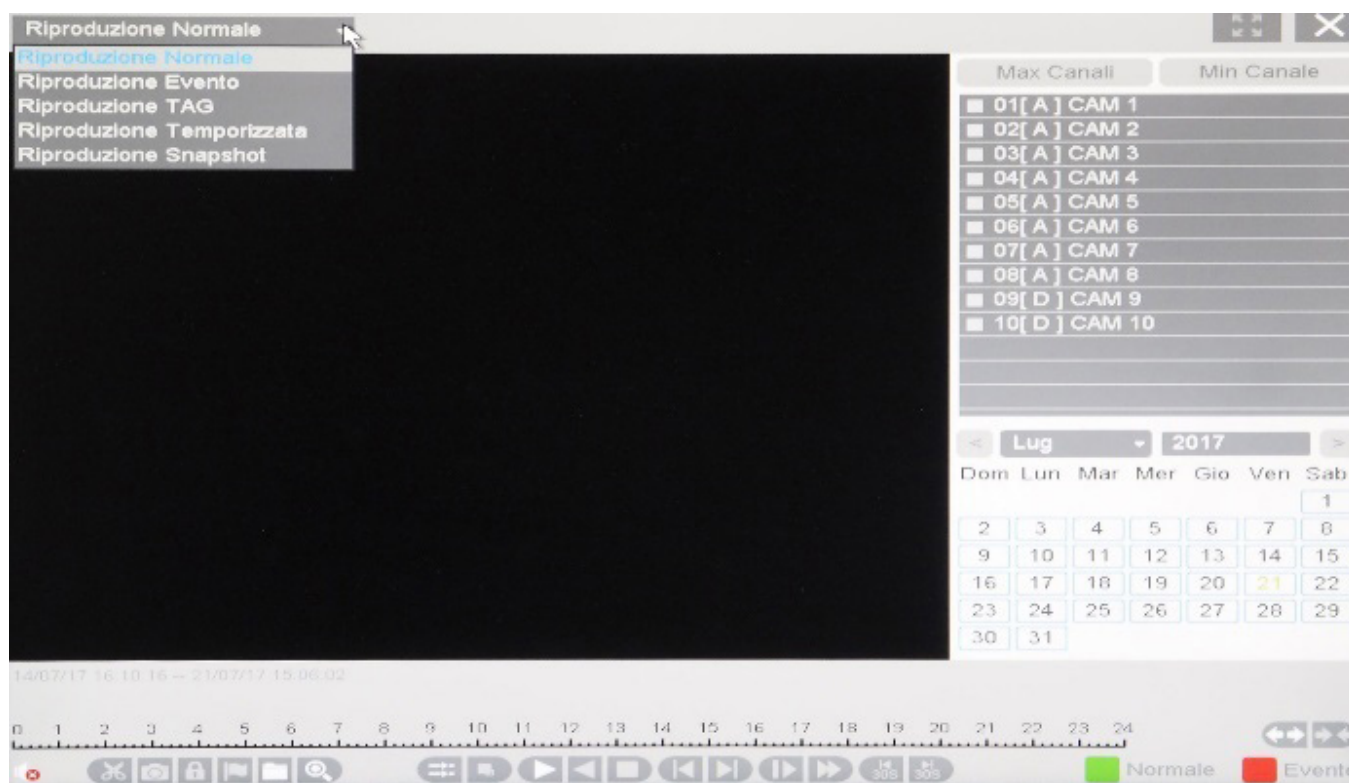 Riproduzione Normale
Riproduzione Normale
Riproduzione Evento
Riproduzione TAG
Riproduzione Temporizzata
Riproduzione Snapshot
Max Canali Min Canale
01[ A ] CAM 1
02[ A ] CAM 2
03[ A ] CAM 3
04[ A ] CAM 4
05[ A ] CAM 5
06[ A ] CAM 6
07[ A ] CAM 7
08[ A ] CAM 8
09[ D ] CAM 9
10[ D ] CAM 10
< Lug 2017 >
Dom Lun Mar Mer Gio Ven Sab
1
2 3 4 5 6 7 8
9 10 11 12 13 14 15
16 17 18 19 20 21 22
23 24 25 26 27 28 29
30 31
14/07/17 16:10:16 -- 21/07/17 15:06:02
0 1 2 3 4 5 6 7 8 9 10 11 12 13 14 15 16 17 18 19 20 21 22 23 24
30S 30S
Normale Evento